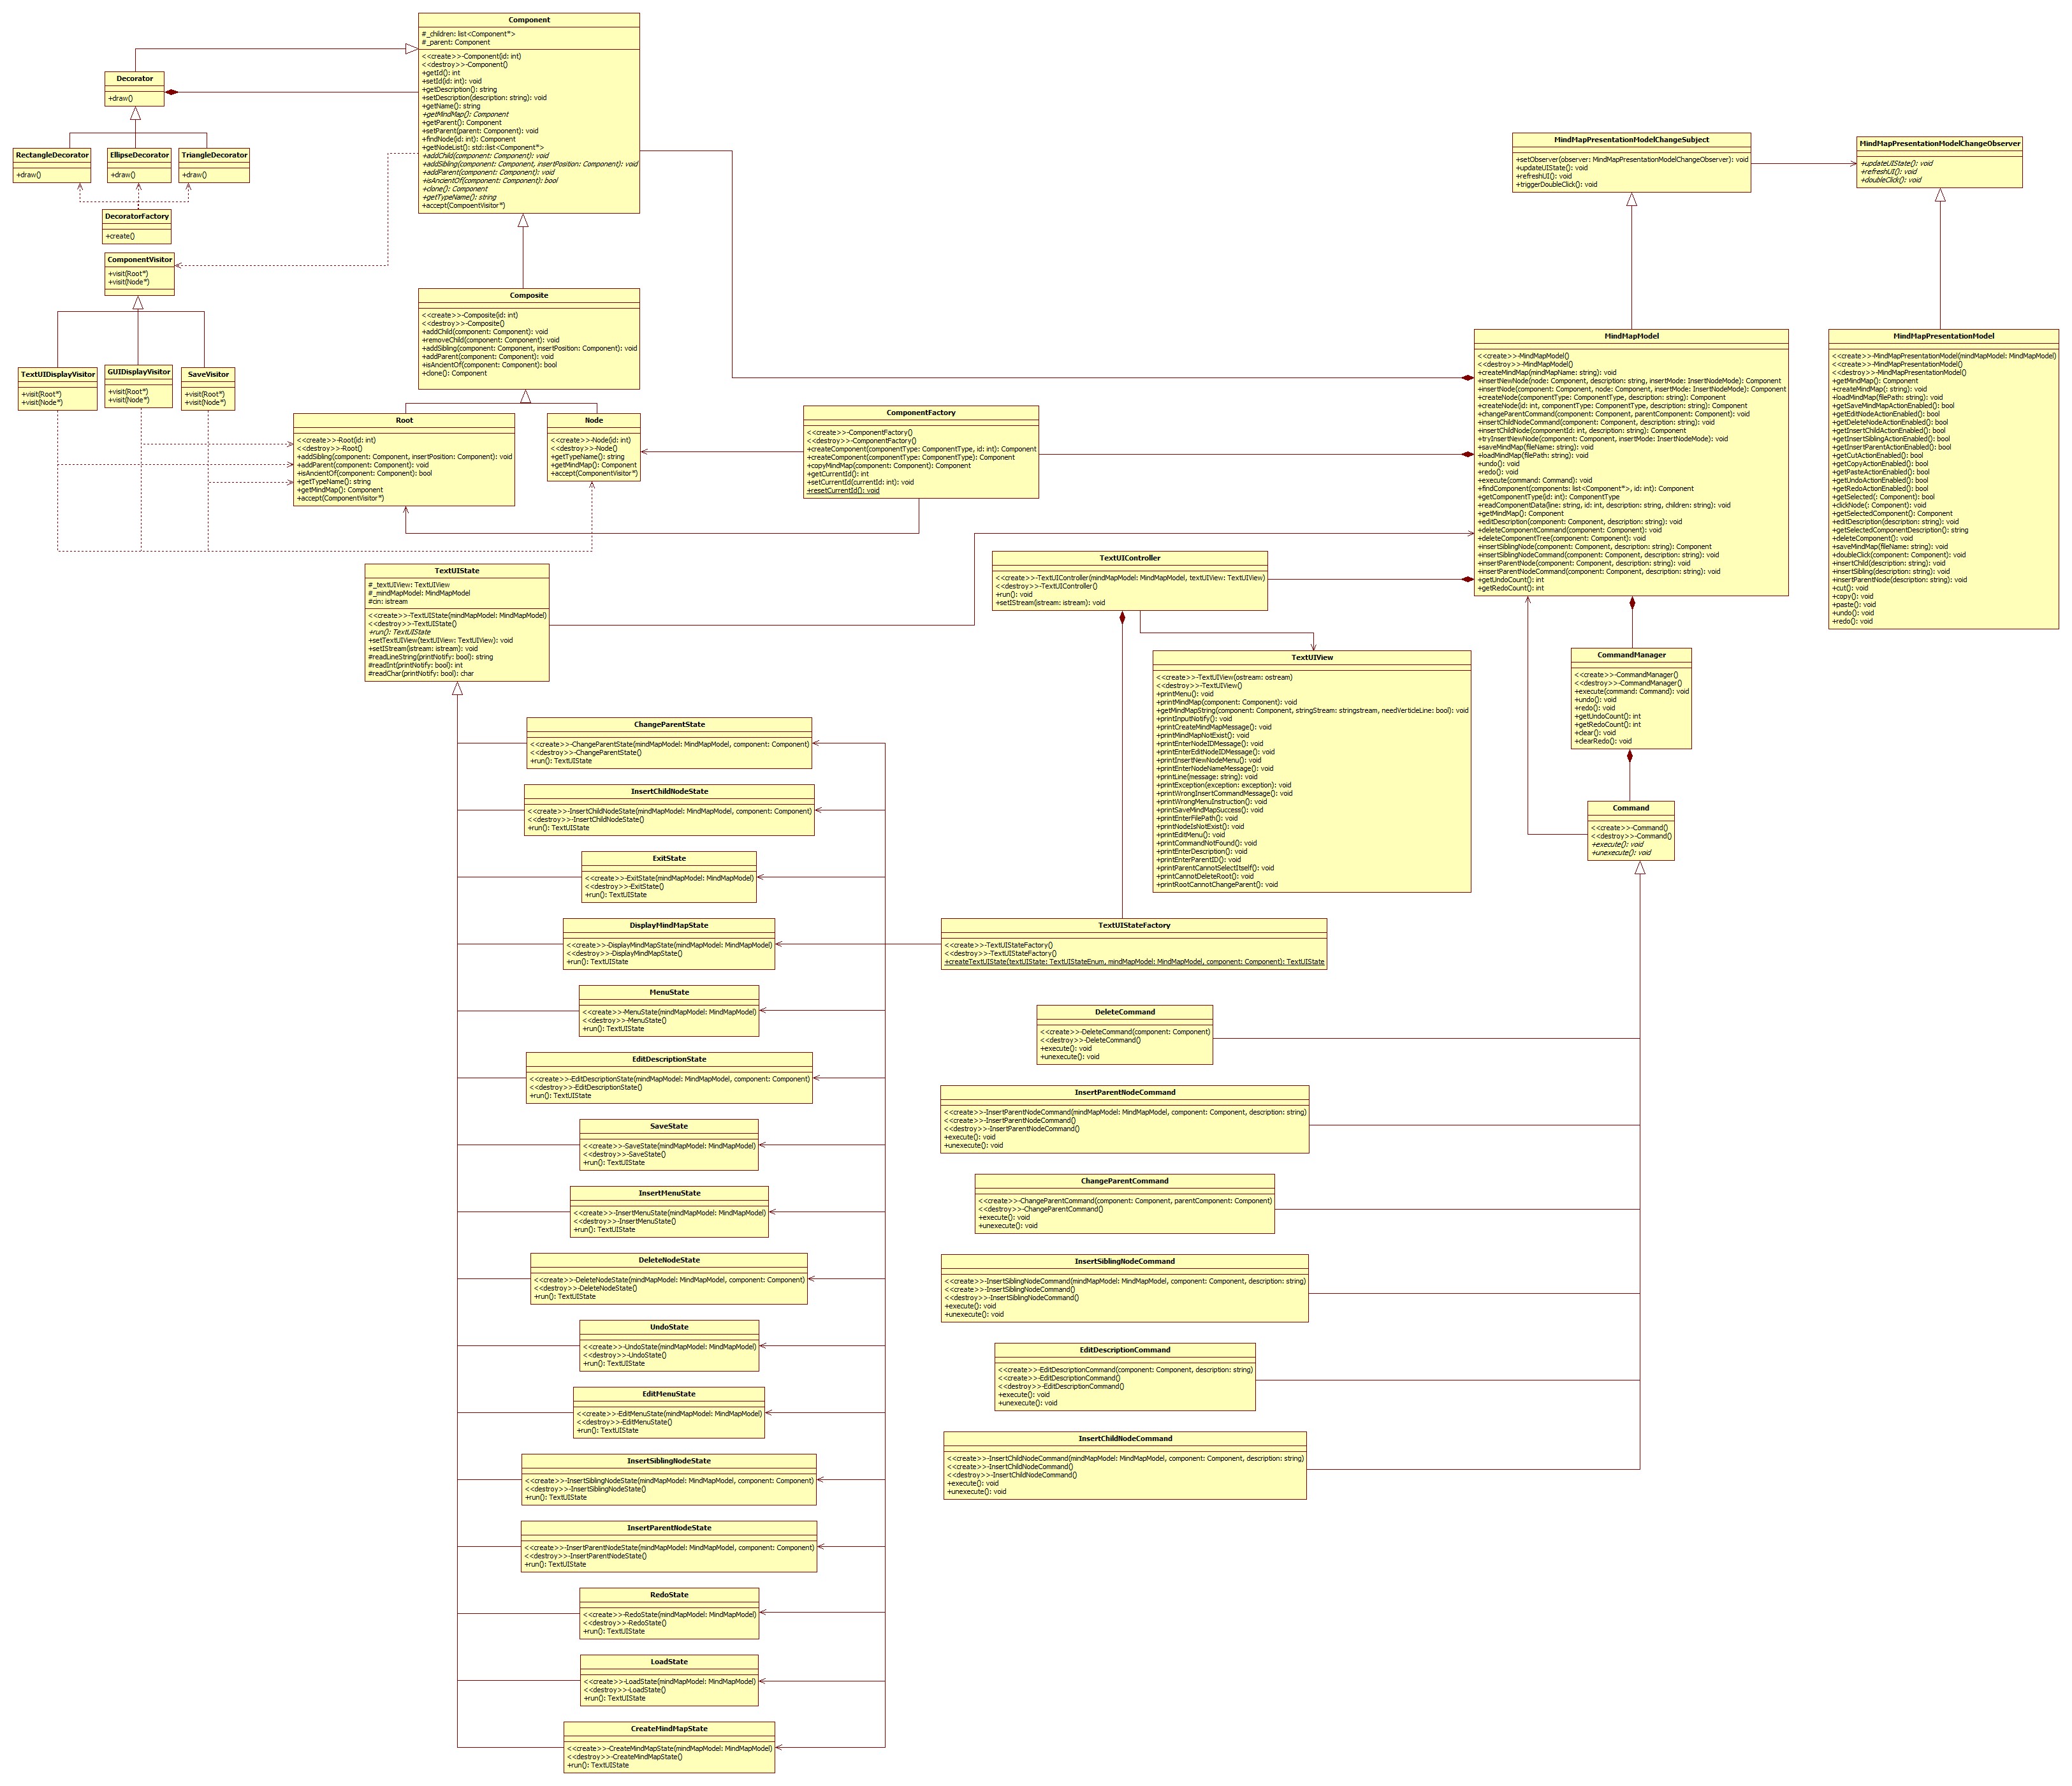 Component
#_children: list<Component*>
#_parent: Component
<<create>>-Component(id: int)
<<destroy>>-Component()
+getId(): int
+setId(id: int): void
+getDescription(): string
+setDescription(description: string): void
+getName(): string
+getMindMap(): Component
+getParent(): Component
+setParent(parent: Component): void
+findNode(id: int): Component
+getNodeList(): std::list<Component*>
+addChild(component: Component): void
+addSibling(component: Component, insertPosition: Component): void
+addParent(component: Component): void
+isAncientOf(component: Component): bool
+clone(): Component
+getTypeName(): string
+accept(CompoentVisitor*)
Decorator
+draw()
RectangleDecorator
+draw()
EllipseDecorator
+draw()
TriangleDecorator
+draw()
DecoratorFactory
+create()
ComponentVisitor
+visit(Root*)
+visit(Node*)
TextUIDisplayVisitor
+visit(Root*)
+visit(Node*)
GUIDisplayVisitor
+visit(Root*)
+visit(Node*)
SaveVisitor
+visit(Root*)
+visit(Node*)
Composite
<<create>>-Composite(id: int)
<<destroy>>-Composite()
+addChild(component: Component): void
+removeChild(component: Component): void
+addSibling(component: Component, insertPosition: Component): void
+addParent(component: Component): void
+isAncientOf(component: Component): bool
+clone(): Component
Root
<<create>>-Root(id: int)
<<destroy>>-Root()
+addSibling(component: Component, insertPosition: Component): void
+addParent(component: Component): void
+isAncientOf(component: Component): bool
+getTypeName(): string
+getMindMap(): Component
+accept(ComponentVisitor*)
Node
<<create>>-Node(id: int)
<<destroy>>-Node()
+getTypeName(): string
+getMindMap(): Component
+accept(ComponentVisitor*)
ComponentFactory
<<create>>-ComponentFactory()
<<destroy>>-ComponentFactory()
+createComponent(componentType: ComponentType, id: int): Component
+createComponent(componentType: ComponentType): Component
+copyMindMap(component: Component): Component
+getCurrentId(): int
+setCurrentId(currentId: int): void
+resetCurrentId(): void
MindMapPresentationModelChangeSubject
+setObserver(observer: MindMapPresentationModelChangeObserver): void
+updateUIState(): void
+refreshUI(): void
+triggerDoubleClick(): void
MindMapPresentationModelChangeObserver
+updateUIState(): void
+refreshUI(): void
+doubleClick(): void
MindMapModel
<<create>>-MindMapModel()
<<destroy>>-MindMapModel()
+createMindMap(mindMapName: string): void
+insertNewNode(node: Component, description: string, insertMode: InsertNodeMode): Component
+insertNode(component: Component, node: Component, insertMode: InsertNodeMode): Component
+createNode(componentType: ComponentType, description: string): Component
+createNode(id: int, componentType: ComponentType, description: string): Component
+changeParentCommand(component: Component, parentComponent: Component): void
+insertChildNodeCommand(component: Component, description: string): void
+insertChildNode(componentId: int, description: string): Component
+tryInsertNewNode(component: Component, insertMode: InsertNodeMode): void
+saveMindMap(fileName: string): void
+loadMindMap(filePath: string): void
+undo(): void
+redo(): void
+execute(command: Command): void
+findComponent(components: list<Component*>, id: int): Component
+getComponentType(id: int): ComponentType
+readComponentData(line: string, id: int, description: string, children: string): void
+getMindMap(): Component
+editDescription(component: Component, description: string): void
+deleteComponentCommand(component: Component): void
+deleteComponentTree(component: Component): void
+insertSiblingNode(component: Component, description: string): Component
+insertSiblingNodeCommand(component: Component, description: string): void
+insertParentNode(component: Component, description: string): void
+insertParentNodeCommand(component: Component, description: string): void
+getUndoCount(): int
+getRedoCount(): int
MindMapPresentationModel
<<create>>-MindMapPresentationModel(mindMapModel: MindMapModel)
<<create>>-MindMapPresentationModel()
<<destroy>>-MindMapPresentationModel()
+getMindMap(): Component
+createMindMap(: string): void
+loadMindMap(filePath: string): void
+getSaveMindMapActionEnabled(): bool
+getEditNodeActionEnabled(): bool
+getDeleteNodeActionEnabled(): bool
+getInsertChildActionEnabled(): bool
+getInsertSiblingActionEnabled(): bool
+getInsertParentActionEnabled(): bool
+getCutActionEnabled(): bool
+getCopyActionEnabled(): bool
+getPasteActionEnabled(): bool
+getUndoActionEnabled(): bool
+getRedoActionEnabled(): bool
+getSelected(: Component): bool
+clickNode(: Component): void
+getSelectedComponent(): Component
+editDescription(description: string): void
+getSelectedComponentDescription(): string
+deleteComponent(): void
+saveMindMap(fileName: string): void
+doubleClick(component: Component): void
+insertChild(description: string): void
+insertSibling(description: string): void
+insertParentNode(description: string): void
+cut(): void
+copy(): void
+paste(): void
+undo(): void
+redo(): void
TextUIState
#_textUIView: TextUIView
#_mindMapModel: MindMapModel
#cin: istream
<<create>>-TextUIState(mindMapModel: MindMapModel)
<<destroy>>-TextUIState()
+run(): TextUIState
+setTextUIView(textUIView: TextUIView): void
+setIStream(istream: istream): void
#readLineString(printNotify: bool): string
#readInt(printNotify: bool): int
#readChar(printNotify: bool): char
TextUIController
<<create>>-TextUIController(mindMapModel: MindMapModel, textUIView: TextUIView)
<<destroy>>-TextUIController()
+run(): void
+setIStream(istream: istream): void
TextUIView
<<create>>-TextUIView(ostream: ostream)
<<destroy>>-TextUIView()
+printMenu(): void
+printMindMap(component: Component): void
+getMindMapString(component: Component, stringStream: stringstream, needVerticleLine: bool): void
+printInputNotify(): void
+printCreateMindMapMessage(): void
+printMindMapNotExist(): void
+printEnterNodeIDMessage(): void
+printEnterEditNodeIDMessage(): void
+printInsertNewNodeMenu(): void
+printEnterNodeNameMessage(): void
+printLine(message: string): void
+printException(exception: exception): void
+printWrongInsertCommandMessage(): void
+printWrongMenuInstruction(): void
+printSaveMindMapSuccess(): void
+printEnterFilePath(): void
+printNodeIsNotExist(): void
+printEditMenu(): void
+printCommandNotFound(): void
+printEnterDescription(): void
+printEnterParentID(): void
+printParentCannotSelectItself(): void
+printCannotDeleteRoot(): void
+printRootCannotChangeParent(): void
CommandManager
<<create>>-CommandManager()
<<destroy>>-CommandManager()
+execute(command: Command): void
+undo(): void
+redo(): void
+getUndoCount(): int
+getRedoCount(): int
+clear(): void
+clearRedo(): void
Command
<<create>>-Command()
<<destroy>>-Command()
+execute(): void
+unexecute(): void
ChangeParentState
<<create>>-ChangeParentState(mindMapModel: MindMapModel, component: Component)
<<destroy>>-ChangeParentState()
+run(): TextUIState
InsertChildNodeState
<<create>>-InsertChildNodeState(mindMapModel: MindMapModel, component: Component)
<<destroy>>-InsertChildNodeState()
+run(): TextUIState
ExitState
<<create>>-ExitState(mindMapModel: MindMapModel)
<<destroy>>-ExitState()
+run(): TextUIState
DisplayMindMapState
<<create>>-DisplayMindMapState(mindMapModel: MindMapModel)
<<destroy>>-DisplayMindMapState()
+run(): TextUIState
TextUIStateFactory
<<create>>-TextUIStateFactory()
<<destroy>>-TextUIStateFactory()
+createTextUIState(textUIState: TextUIStateEnum, mindMapModel: MindMapModel, component: Component): TextUIState
MenuState
<<create>>-MenuState(mindMapModel: MindMapModel)
<<destroy>>-MenuState()
+run(): TextUIState
EditDescriptionState
<<create>>-EditDescriptionState(mindMapModel: MindMapModel, component: Component)
<<destroy>>-EditDescriptionState()
+run(): TextUIState
SaveState
<<create>>-SaveState(mindMapModel: MindMapModel)
<<destroy>>-SaveState()
+run(): TextUIState
InsertMenuState
<<create>>-InsertMenuState(mindMapModel: MindMapModel)
<<destroy>>-InsertMenuState()
+run(): TextUIState
DeleteNodeState
<<create>>-DeleteNodeState(mindMapModel: MindMapModel, component: Component)
<<destroy>>-DeleteNodeState()
+run(): TextUIState
UndoState
<<create>>-UndoState(mindMapModel: MindMapModel)
<<destroy>>-UndoState()
+run(): TextUIState
EditMenuState
<<create>>-EditMenuState(mindMapModel: MindMapModel)
<<destroy>>-EditMenuState()
+run(): TextUIState
InsertSiblingNodeState
<<create>>-InsertSiblingNodeState(mindMapModel: MindMapModel, component: Component)
<<destroy>>-InsertSiblingNodeState()
+run(): TextUIState
InsertParentNodeState
<<create>>-InsertParentNodeState(mindMapModel: MindMapModel, component: Component)
<<destroy>>-InsertParentNodeState()
+run(): TextUIState
RedoState
<<create>>-RedoState(mindMapModel: MindMapModel)
<<destroy>>-RedoState()
+run(): TextUIState
LoadState
<<create>>-LoadState(mindMapModel: MindMapModel)
<<destroy>>-LoadState()
+run(): TextUIState
CreateMindMapState
<<create>>-CreateMindMapState(mindMapModel: MindMapModel)
<<destroy>>-CreateMindMapState()
+run(): TextUIState
DeleteCommand
<<create>>-DeleteCommand(component: Component)
<<destroy>>-DeleteCommand()
+execute(): void
+unexecute(): void
InsertParentNodeCommand
<<create>>-InsertParentNodeCommand(mindMapModel: MindMapModel, component: Component, description: string)
<<create>>-InsertParentNodeCommand()
<<destroy>>-InsertParentNodeCommand()
+execute(): void
+unexecute(): void
ChangeParentCommand
<<create>>-ChangeParentCommand(component: Component, parentComponent: Component)
<<destroy>>-ChangeParentCommand()
+execute(): void
+unexecute(): void
InsertSiblingNodeCommand
<<create>>-InsertSiblingNodeCommand(mindMapModel: MindMapModel, component: Component, description: string)
<<create>>-InsertSiblingNodeCommand()
<<destroy>>-InsertSiblingNodeCommand()
+execute(): void
+unexecute(): void
EditDescriptionCommand
<<create>>-EditDescriptionCommand(component: Component, description: string)
<<create>>-EditDescriptionCommand()
<<destroy>>-EditDescriptionCommand()
+execute(): void
+unexecute(): void
InsertChildNodeCommand
<<create>>-InsertChildNodeCommand(mindMapModel: MindMapModel, component: Component, description: string)
<<create>>-InsertChildNodeCommand()
<<destroy>>-InsertChildNodeCommand()
+execute(): void
+unexecute(): void